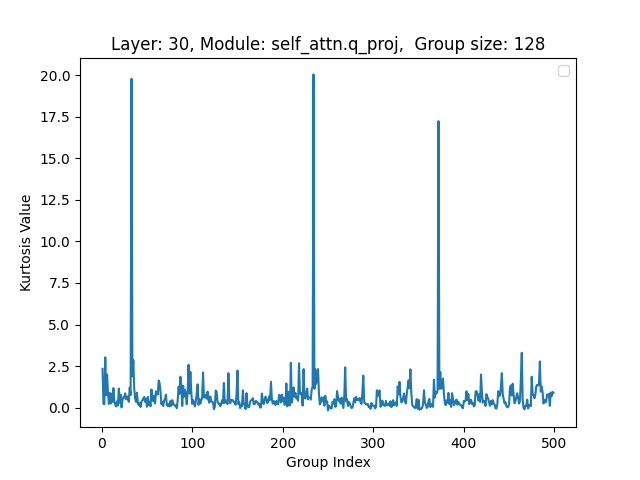 Layer: 30, Module: self_attn.q_proj,  Group size: 128
20.0
17.5
15.0
12.5
10.0
7.5
5.0
2.5
0.0
Kurtosis Value
0 100 200 300 400 500
Group Index